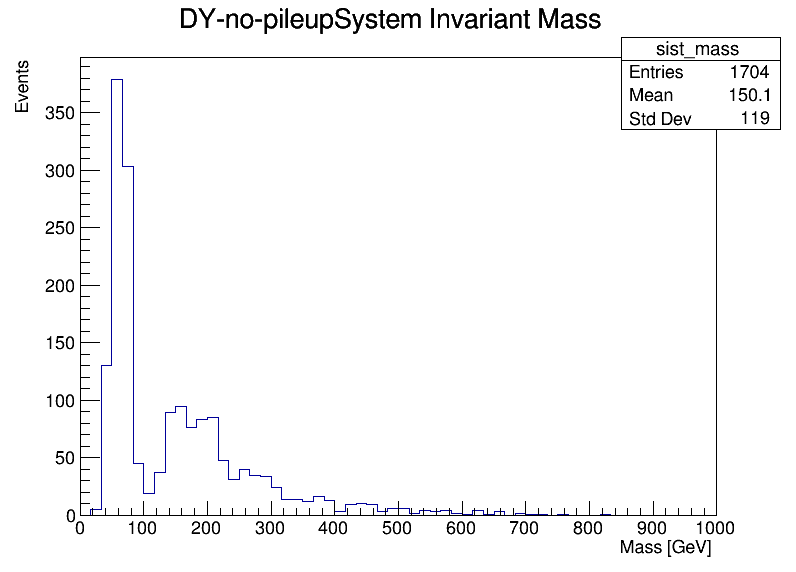 DY-no-pileupSystem Invariant Mass
sist_mass
Entries 1704
Mean 150.1
Std Dev 119
Events
350
300
250
200
150
100
50
0
0 100 200 300 400 500 600 700 800 900 1000
Mass [GeV]